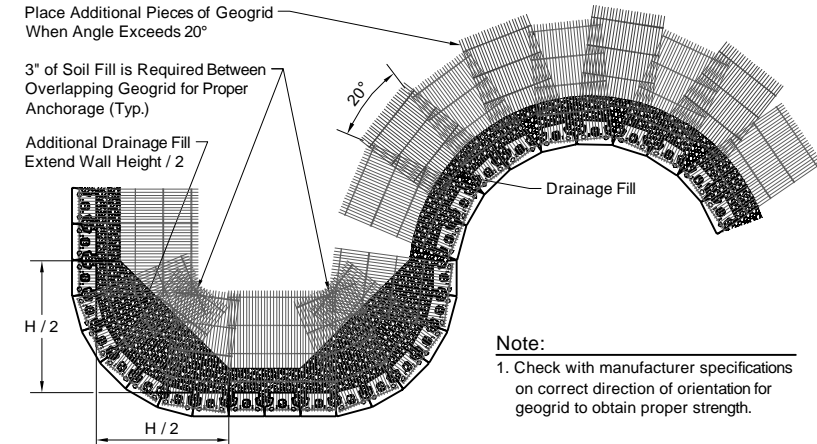 Place Additional Pieces of Geogrid
When Angle Exceeds 20°
3" of Soil Fill is Required Between
Overlapping Geogrid for Proper
Anchorage (Typ.)
Additional Drainage Fill
Extend Wall Height / 2
20°
Drainage Fill
H / 2
H / 2
Note:
1. Check with manufacturer specifications
on correct direction of orientation for
geogrid to obtain proper strength.